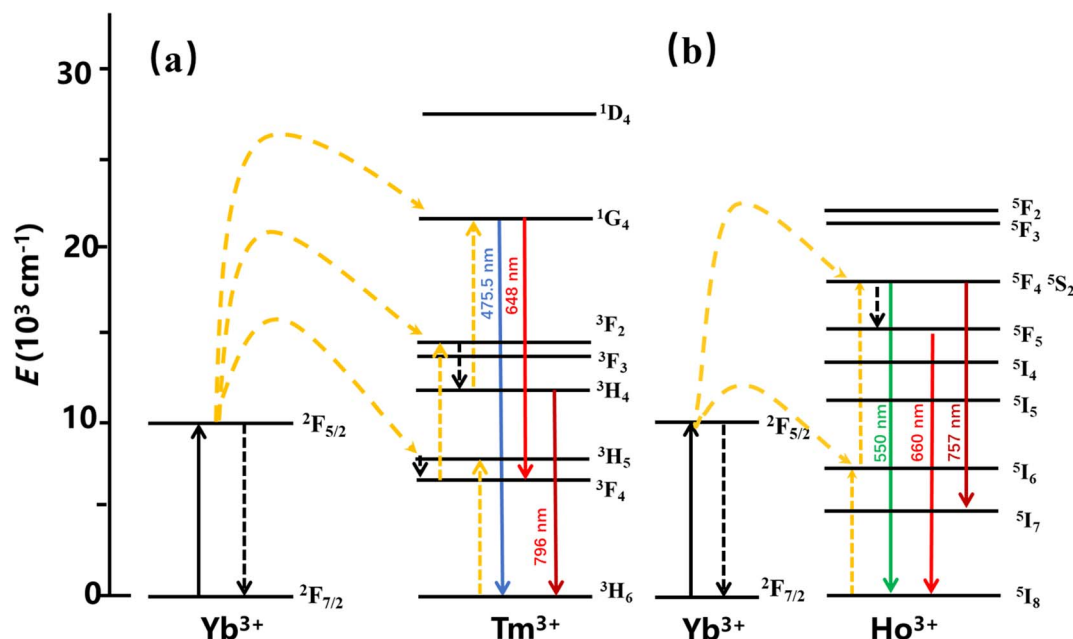 (a)
(b)
E (10³ cm⁻¹)
30
20
10
0
¹D₄
¹G₄
³F₂
³F₃
³H₄
³H₅
³F₄
³H₆
475.5 nm
648 nm
796 nm
²F₅/₂
²F₇/₂
Yb³⁺
Tm³⁺
⁵F₂
⁵F₃
⁵F₄ ⁵S₂
⁵F₅
⁵I₄
⁵I₅
⁵I₆
⁵I₇
⁵I₈
550 nm
660 nm
757 nm
²F₅/₂
²F₇/₂
Yb³⁺
Ho³⁺